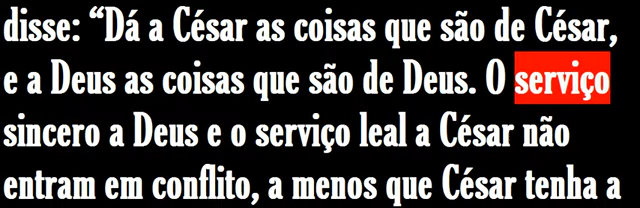 disse: “Dá a César as coisas que são de César,
e a Deus as coisas que são de Deus. O serviço
sincero a Deus e o serviço leal a César não
entram em conflito, a menos que César tenha a